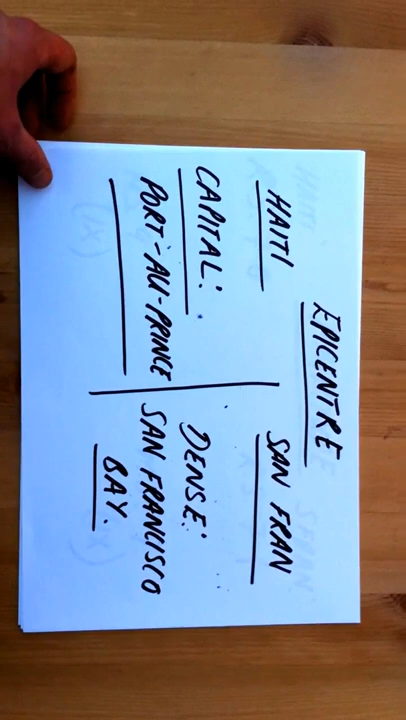 EPICENTRE
HAITI
CAPITAL:
PORT-AU-PRINCE
SAN FRAN
DENSE:
SAN FRANCISCO
BAY.